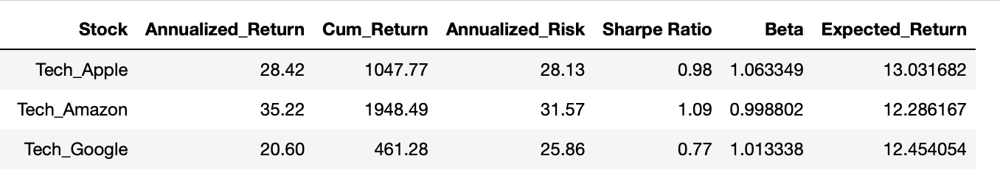 Stock Annualized_Return Cum_Return Annualized_Risk Sharpe Ratio Beta Expected_Return
Tech_Apple 28.42 1047.77 28.13 0.98 1.063349 13.031682
Tech_Amazon 35.22 1948.49 31.57 1.09 0.998802 12.286167
Tech_Google 20.60 461.28 25.86 0.77 1.013338 12.454054